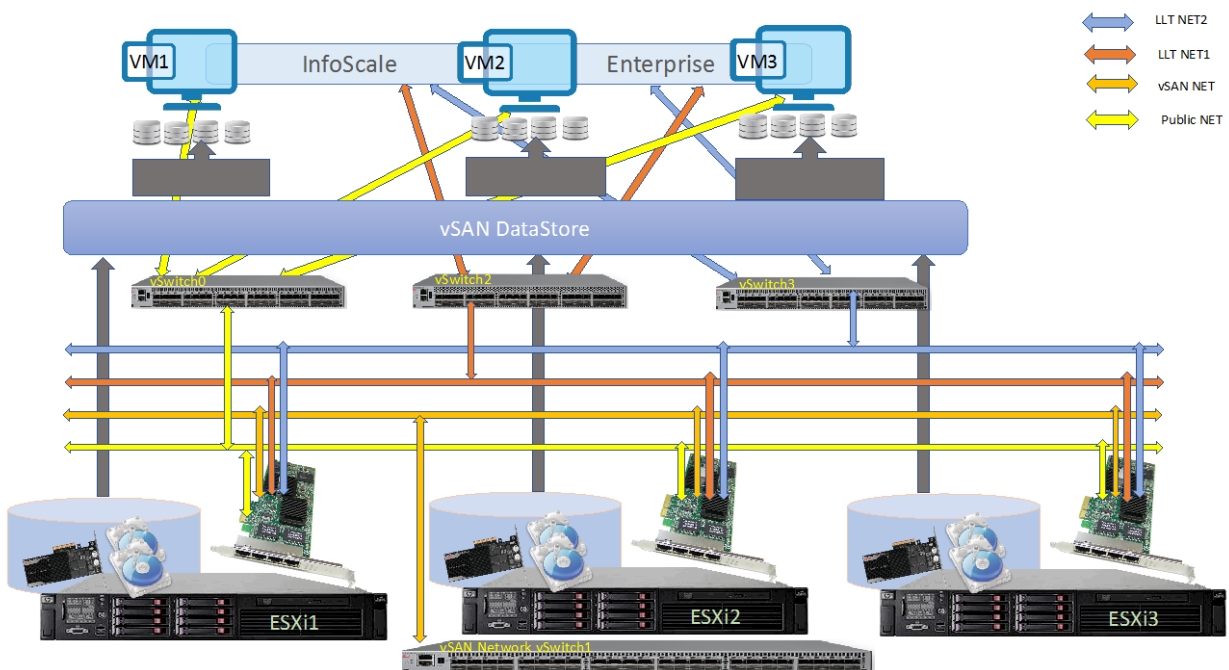 LLT NET2
LLT NET1
vSAN NET
Public NET
VM1
InfoScale
VM2
Enterprise
VM3
vSAN DataStore
vSwitch0
vSwitch2
vSwitch3
ESXi1
ESXi2
ESXi3
vSAN Network vSwitch1